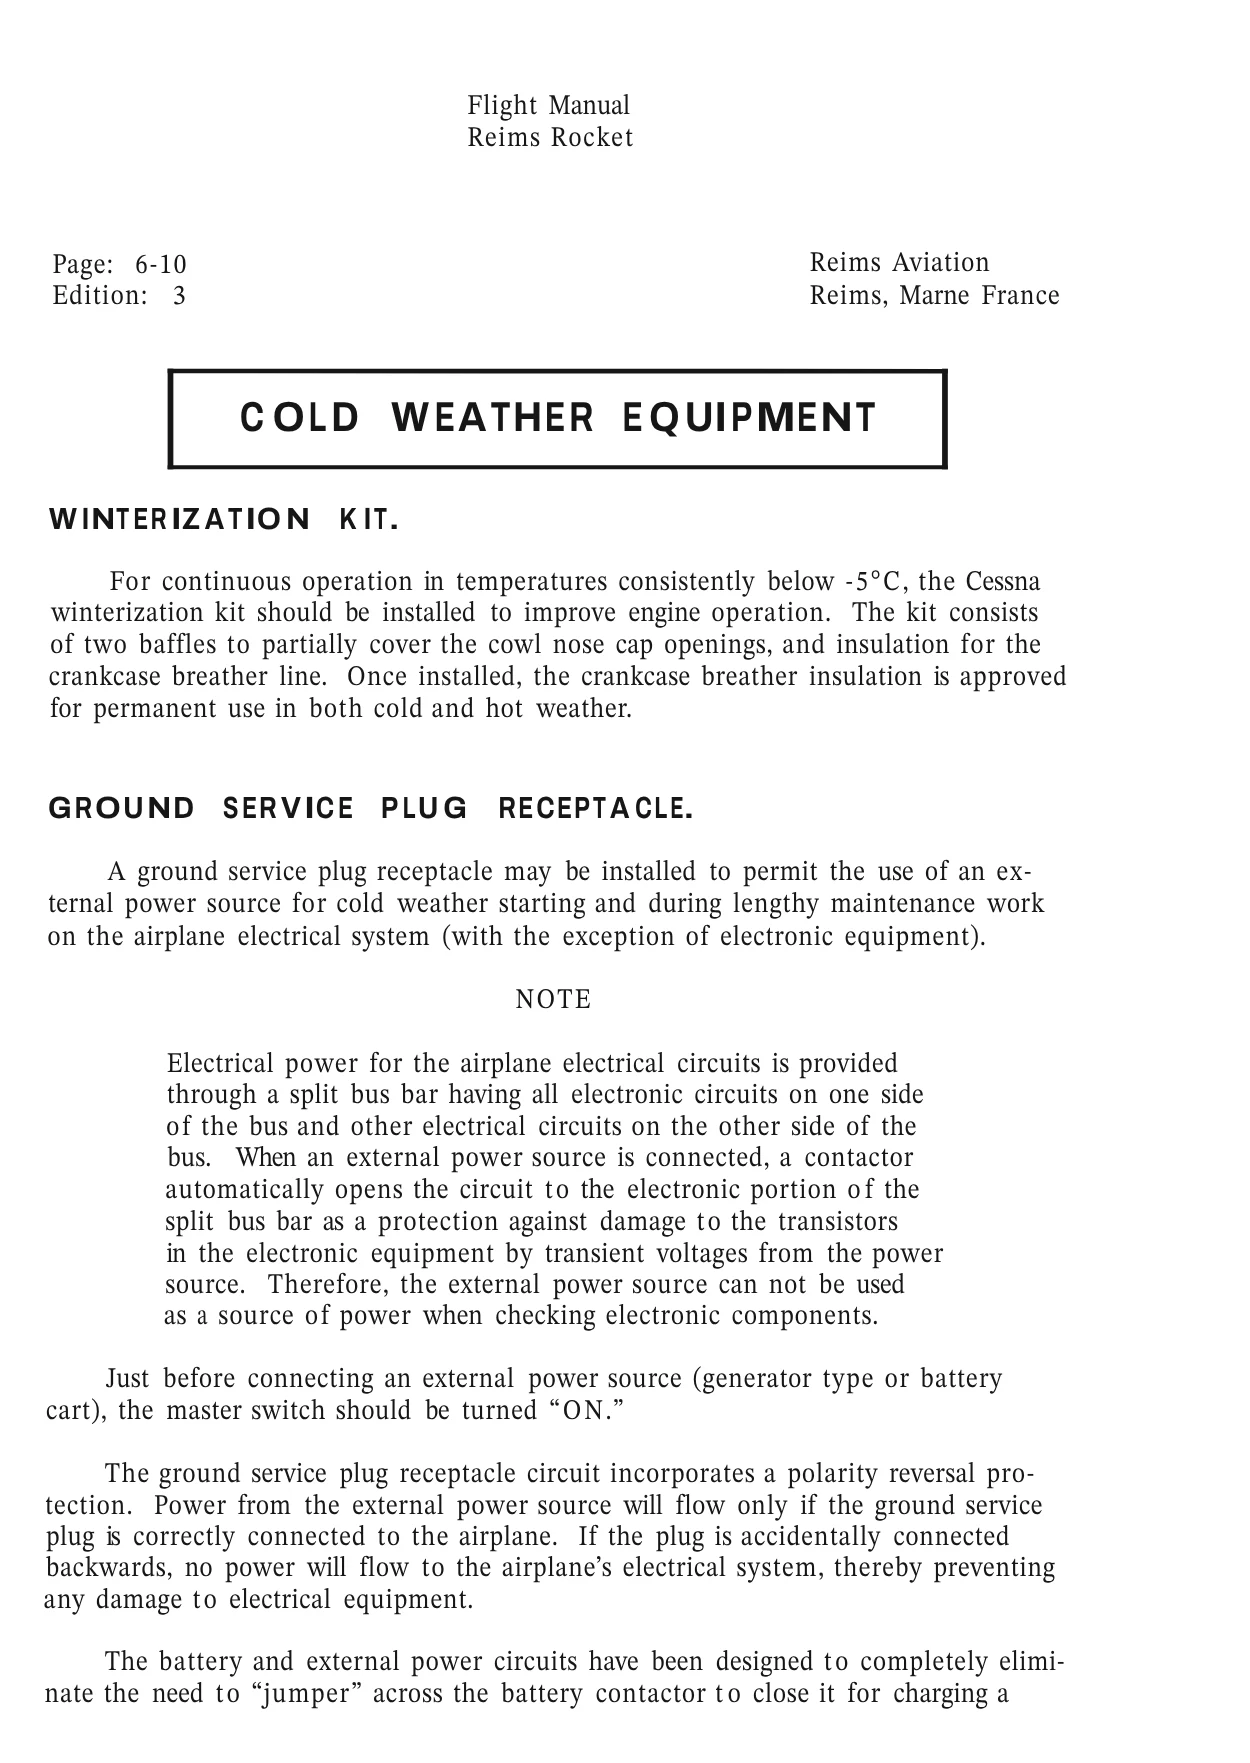 Flight Manual
Reims Rocket
Page: 6-10
Edition: 3
Reims Aviation
Reims, Marne France
COLD WEATHER EQUIPMENT
WINTERIZATION KIT.
For continuous operation in temperatures consistently below -5°C, the Cessna
winterization kit should be installed to improve engine operation. The kit consists
of two baffles to partially cover the cowl nose cap openings, and insulation for the
crankcase breather line. Once installed, the crankcase breather insulation is approved
for permanent use in both cold and hot weather.
GROUND SERVICE PLUG RECEPTACLE.
A ground service plug receptacle may be installed to permit the use of an ex-
ternal power source for cold weather starting and during lengthy maintenance work
on the airplane electrical system (with the exception of electronic equipment).
NOTE
Electrical power for the airplane electrical circuits is provided
through a split bus bar having all electronic circuits on one side
of the bus and other electrical circuits on the other side of the
bus. When an external power source is connected, a contactor
automatically opens the circuit to the electronic portion of the
split bus bar as a protection against damage to the transistors
in the electronic equipment by transient voltages from the power
source. Therefore, the external power source can not be used
as a source of power when checking electronic components.
Just before connecting an external power source (generator type or battery
cart), the master switch should be turned “ON.”
The ground service plug receptacle circuit incorporates a polarity reversal pro-
tection. Power from the external power source will flow only if the ground service
plug is correctly connected to the airplane. If the plug is accidentally connected
backwards, no power will flow to the airplane’s electrical system, thereby preventing
any damage to electrical equipment.
The battery and external power circuits have been designed to completely elimi-
nate the need to “jumper” across the battery contactor to close it for charging a